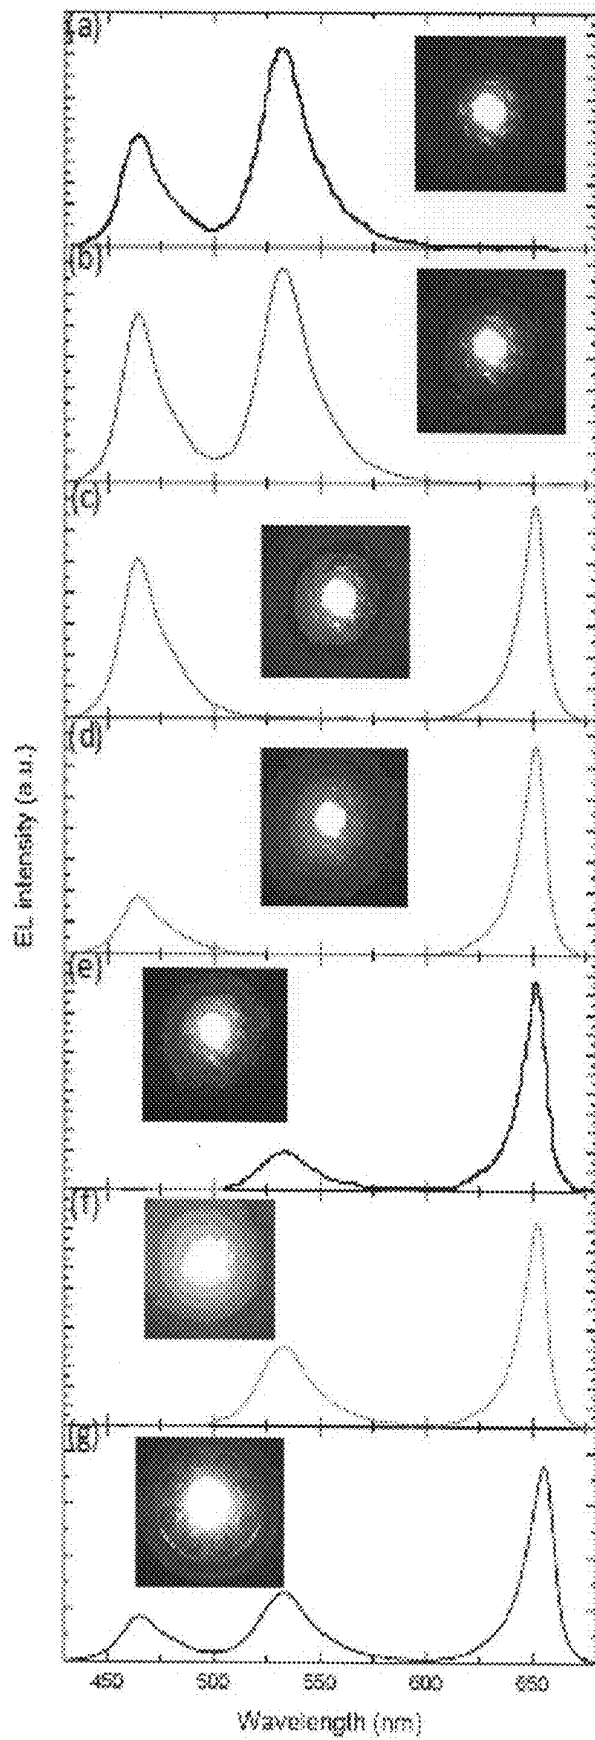 (a)
(b)
(c)
(d)
(e)
(f)
(g)
EL intensity (a.u.)
450 500 550 600 650
Wavelength (nm)